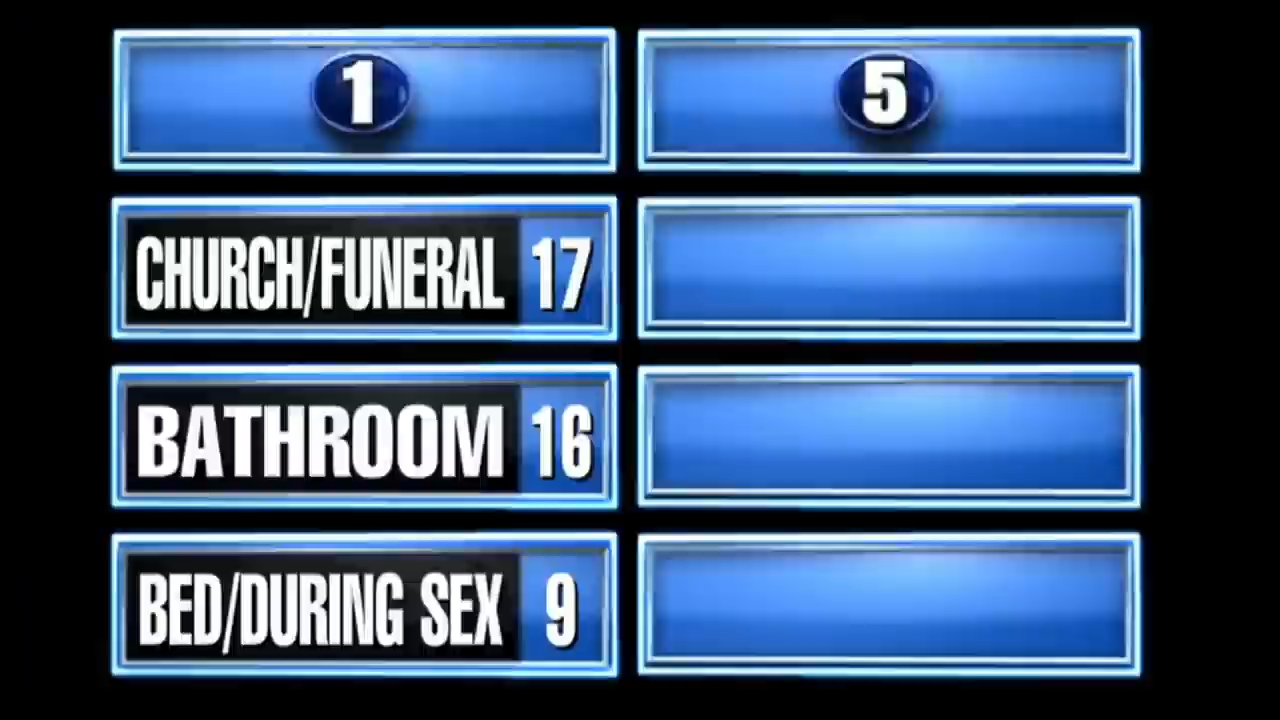 1
5
CHURCH/FUNERAL 17
BATHROOM 16
BED/DURING SEX 9